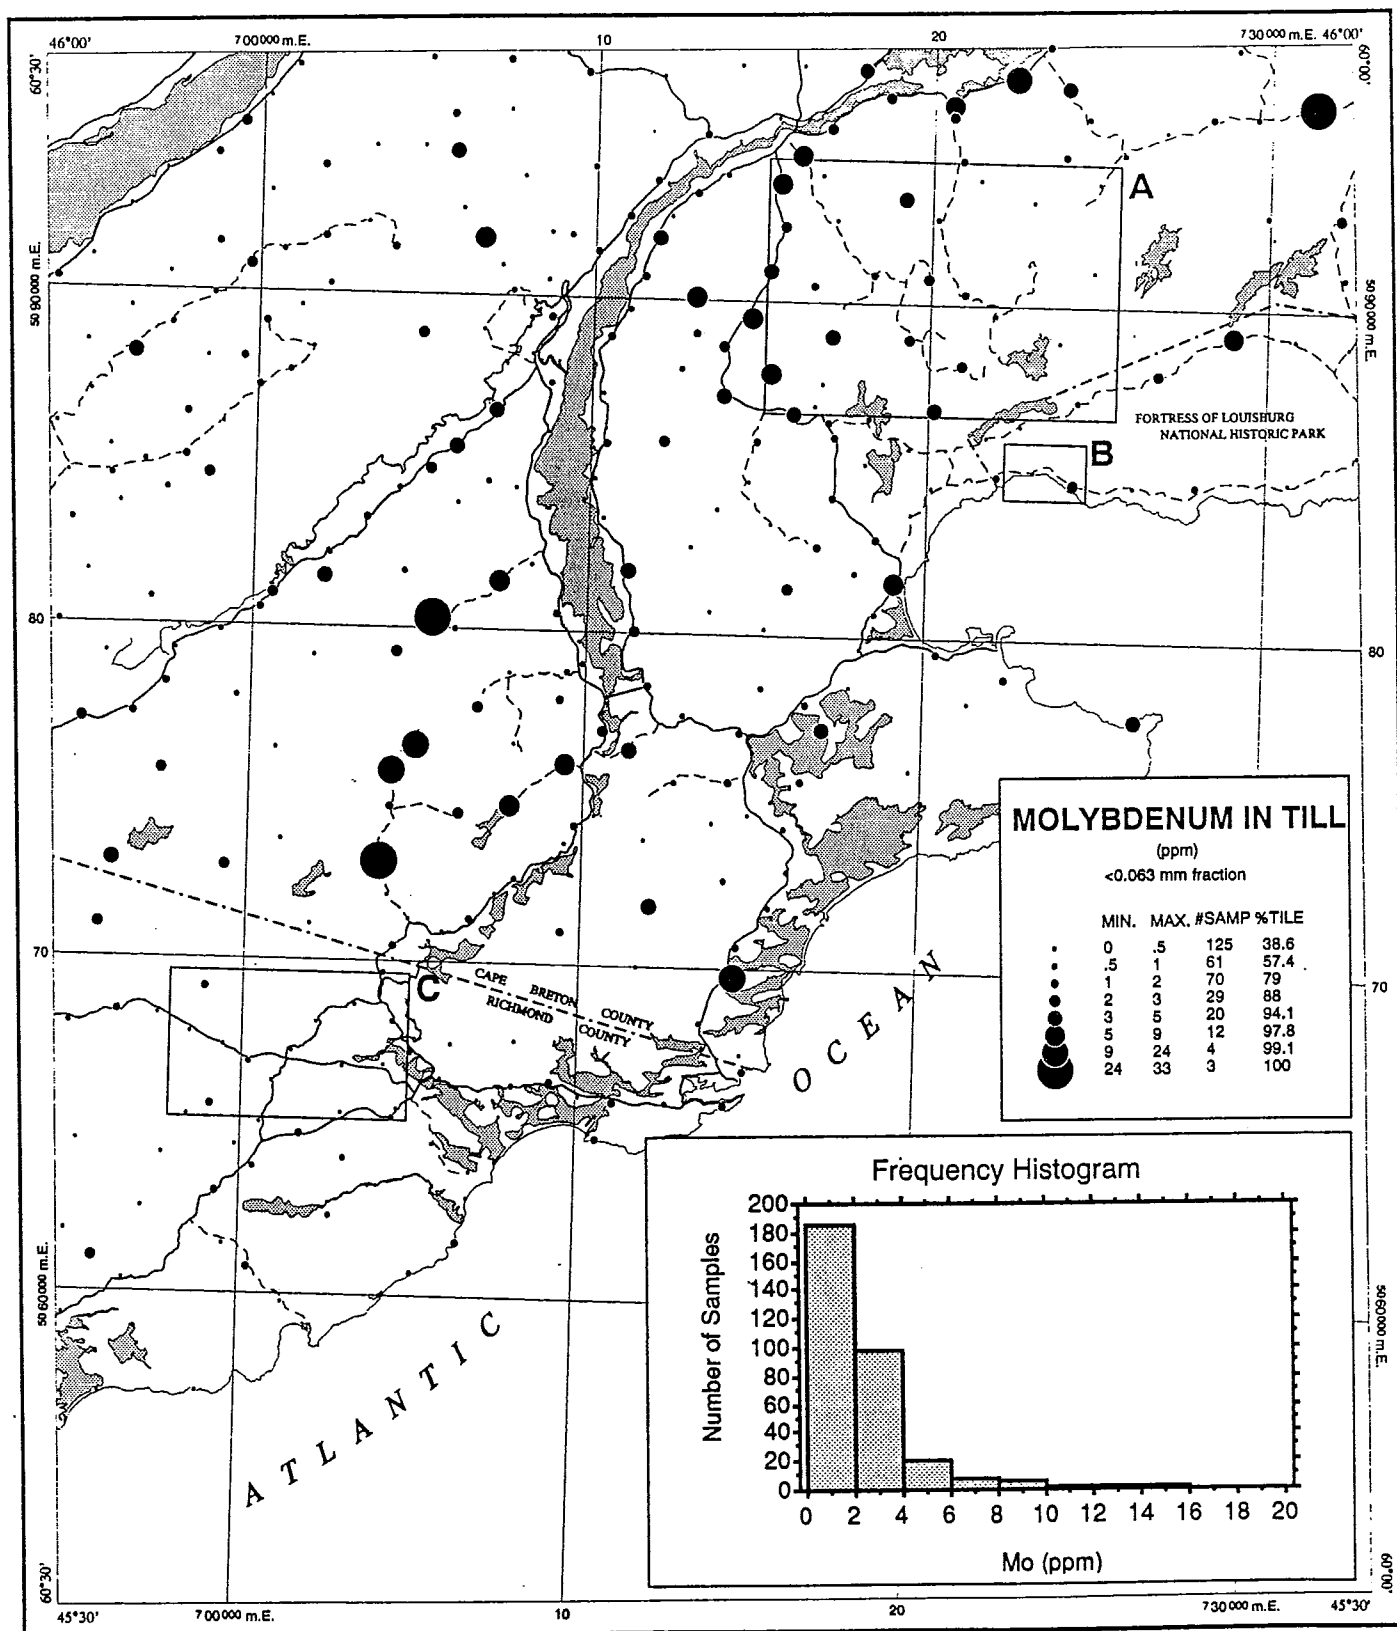 46°00' 700000 m.E. 10 20 730000 m.E. 46°00'
60°30'
60°00'
A
5090000 m.E.
5090000 m.E.
FORTRESS OF LOUISBURG
NATIONAL HISTORIC PARK
B
80
80
MOLYBDENUM IN TILL
(ppm)
<0.063 mm fraction
MIN. MAX. #SAMP %TILE
0 .5 125 38.6
.5 1 61 57.4
1 2 70 79
2 3 29 88
3 5 20 94.1
5 9 12 97.8
9 24 4 99.1
24 33 3 100
70
70
C
CAPE BRETON COUNTY
RICHMOND COUNTY
ATLANTIC OCEAN
5060000 m.E.
5060000 m.E.
Frequency Histogram
Number of Samples
200
180
160
140
120
100
80
60
40
20
0
0 2 4 6 8 10 12 14 16 18 20
Mo (ppm)
60°30'
60°00'
45°30' 700000 m.E. 10 20 730000 m.E. 45°30'